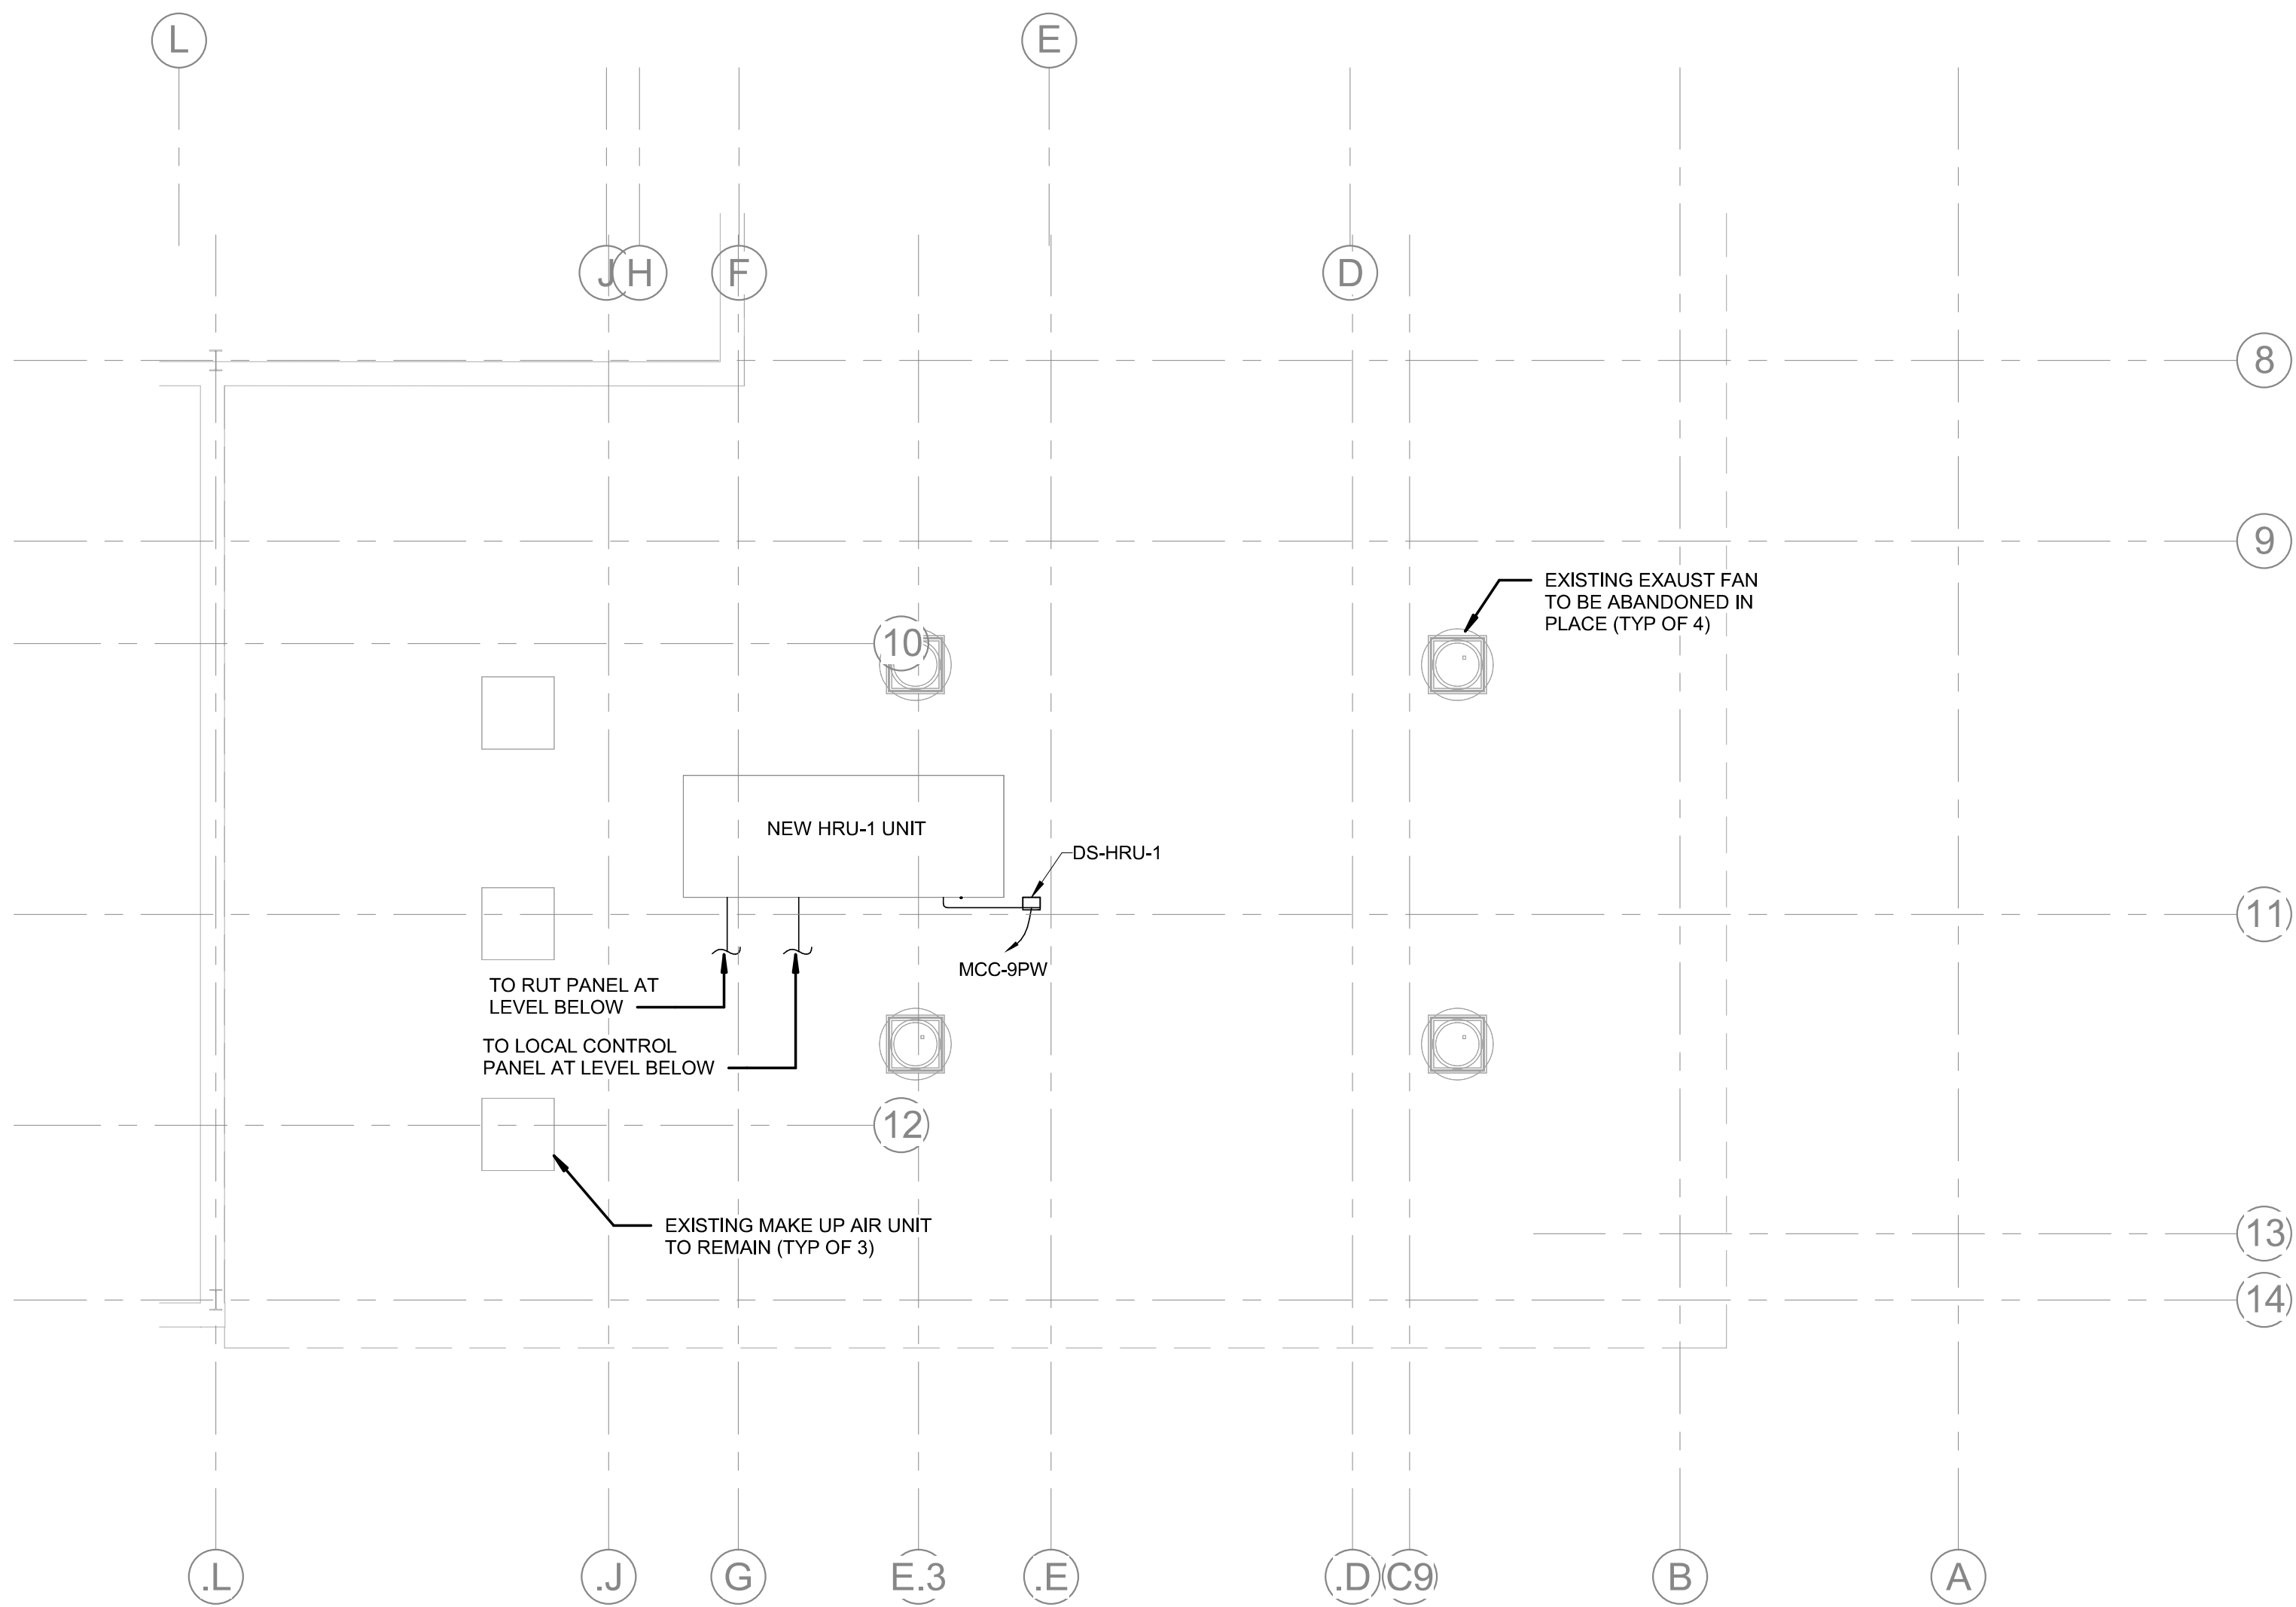 L
E
J
H
F
D
8
9
EXISTING EXAUST FAN
TO BE ABANDONED IN
PLACE (TYP OF 4)
10
NEW HRU-1 UNIT
DS-HRU-1
11
MCC-9PW
TO RUT PANEL AT
LEVEL BELOW
TO LOCAL CONTROL
PANEL AT LEVEL BELOW
12
EXISTING MAKE UP AIR UNIT
TO REMAIN (TYP OF 3)
13
14
.L
.J
G
E.3
.E
.D
C9
B
A